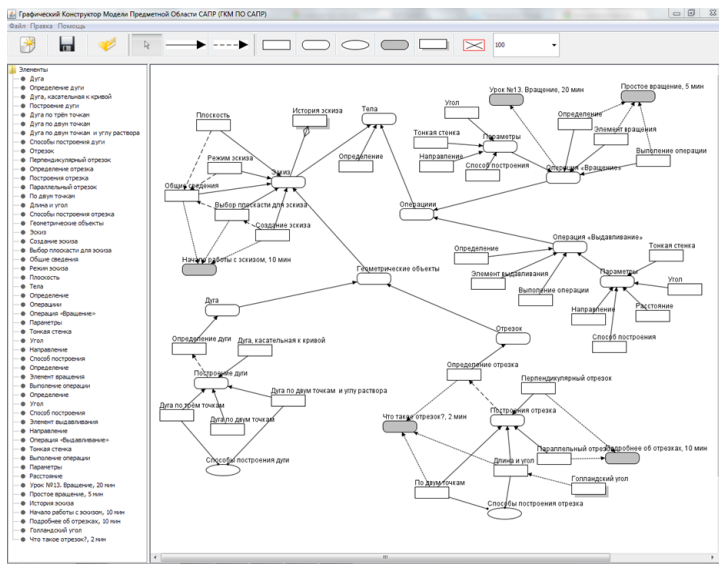 Графический Конструктор Модели Предметной Области САПР (ГКМ ПО САПР)
Файл Правка Помощь
100
Элементы
Дуга
Определение дуги
Дуга, касательная к кривой
Построение дуги
Дуга по трём точкам
Дуга по двум точкам
Дуга по двум точкам и углу раствора
Способы построения дуги
Отрезок
Перпендикулярный отрезок
Определение отрезка
Построения отрезка
Параллельный отрезок
По двум точкам
Длина и угол
Способы построения отрезка
Геометрические объекты
Эскиз
Создание эскиза
Выбор плоскасти для эскиза
Общие сведения
Режим эскиза
Плоскость
Тела
Определение
Операциии
Операция «Вращение»
Параметры
Тонкая стенка
Угол
Направление
Способ построения
Определение
Элемент вращения
Выполение операции
Определение
Угол
Способ построения
Элемент выдавливания
Направление
Операция «Выдавливание»
Тонкая стенка
Выполение операции
Параметры
Расстояние
Урок №13. Вращение, 20 мин
Простое вращение, 5 мин
История эскиза
Начало работы с эскизом, 10 мин
Подробнее об отрезках, 10 мин
Голландский угол
Что такое отрезок?, 2 мин
Плоскость
История эскиза
Тела
Урок №13. Вращение, 20 мин
Простое вращение, 5 мин
Угол
Определение
Тонкая стенка
Параметры
Элемент вращения
Режим эскиза
Определение
Направление
Способ построения
Операция «Вращение»
Выполение операции
Эскиз
Общие сведения
Выбор плоскасти для эскиза
Операциии
Создание эскиза
Начало работы с эскизом, 10 мин
Геометрические объекты
Определение
Операция «Выдавливание»
Тонкая стенка
Элемент выдавливания
Параметры
Угол
Выполение операции
Направление
Расстояние
Способ построения
Дуга
Отрезок
Определение дуги
Дуга, касательная к кривой
Построение дуги
Определение отрезка
Перпендикулярный отрезок
Дуга по двум точкам и углу раствора
Дуга по трём точкам
Дуга по двум точкам
Что такое отрезок?, 2 мин
Построения отрезка
Способы построения дуги
Параллельный отрезок
Подробнее об отрезках, 10 мин
Длина и угол
По двум точкам
Голландский угол
Способы построения отрезка